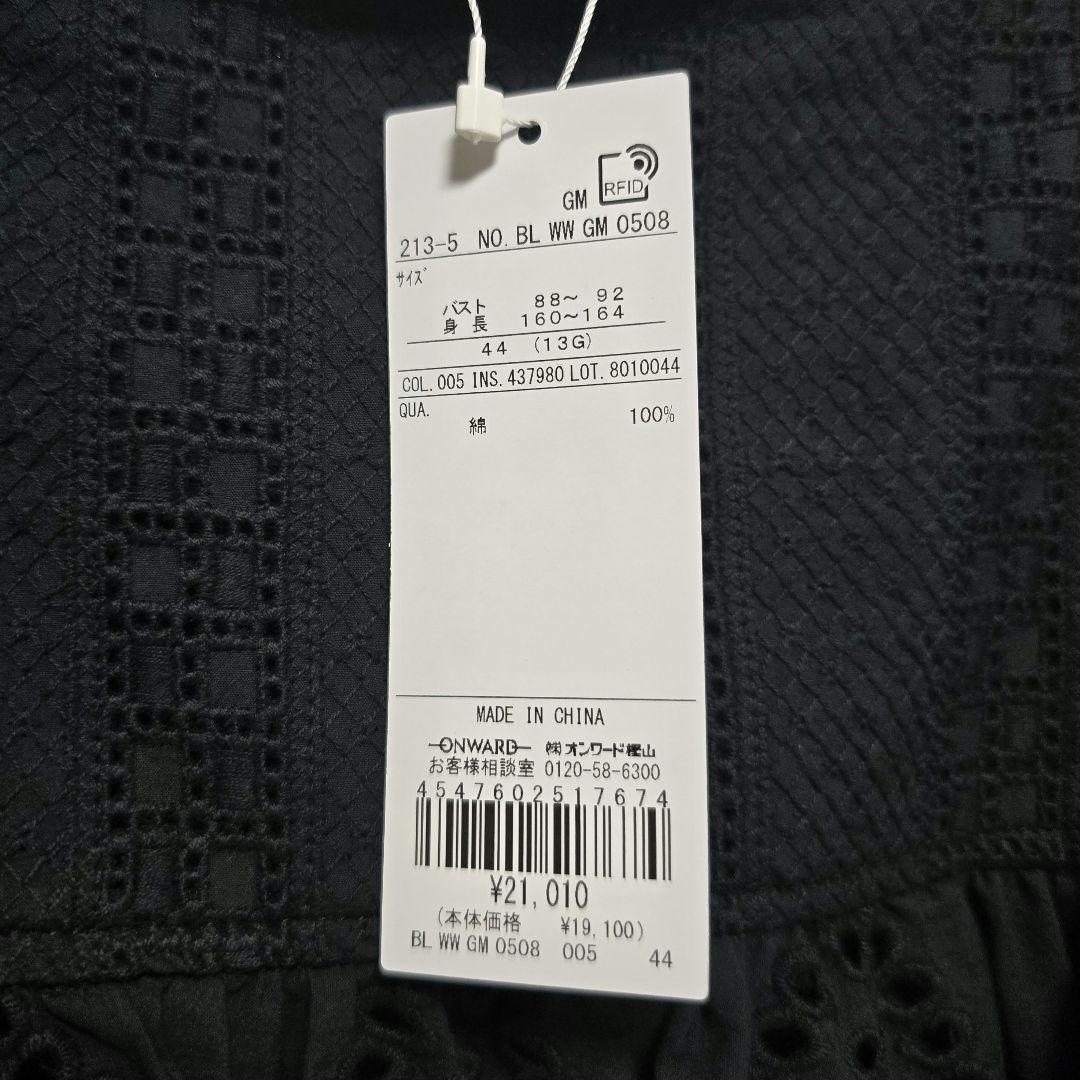 RFID
GM
213-5 NO. BL WW GM 0508
サイズ
バスト 88～ 92
身 長 160～164
44 (13G)
COL. 005 INS. 437980 LOT. 8010044
QUA.
綿 100%
MADE IN CHINA
ONWARD ㈱オンワード樫山
お客様相談室 0120-58-6300
4547602517674
¥21,010
(本体価格 ¥19,100)
BL WW GM 0508 005 44